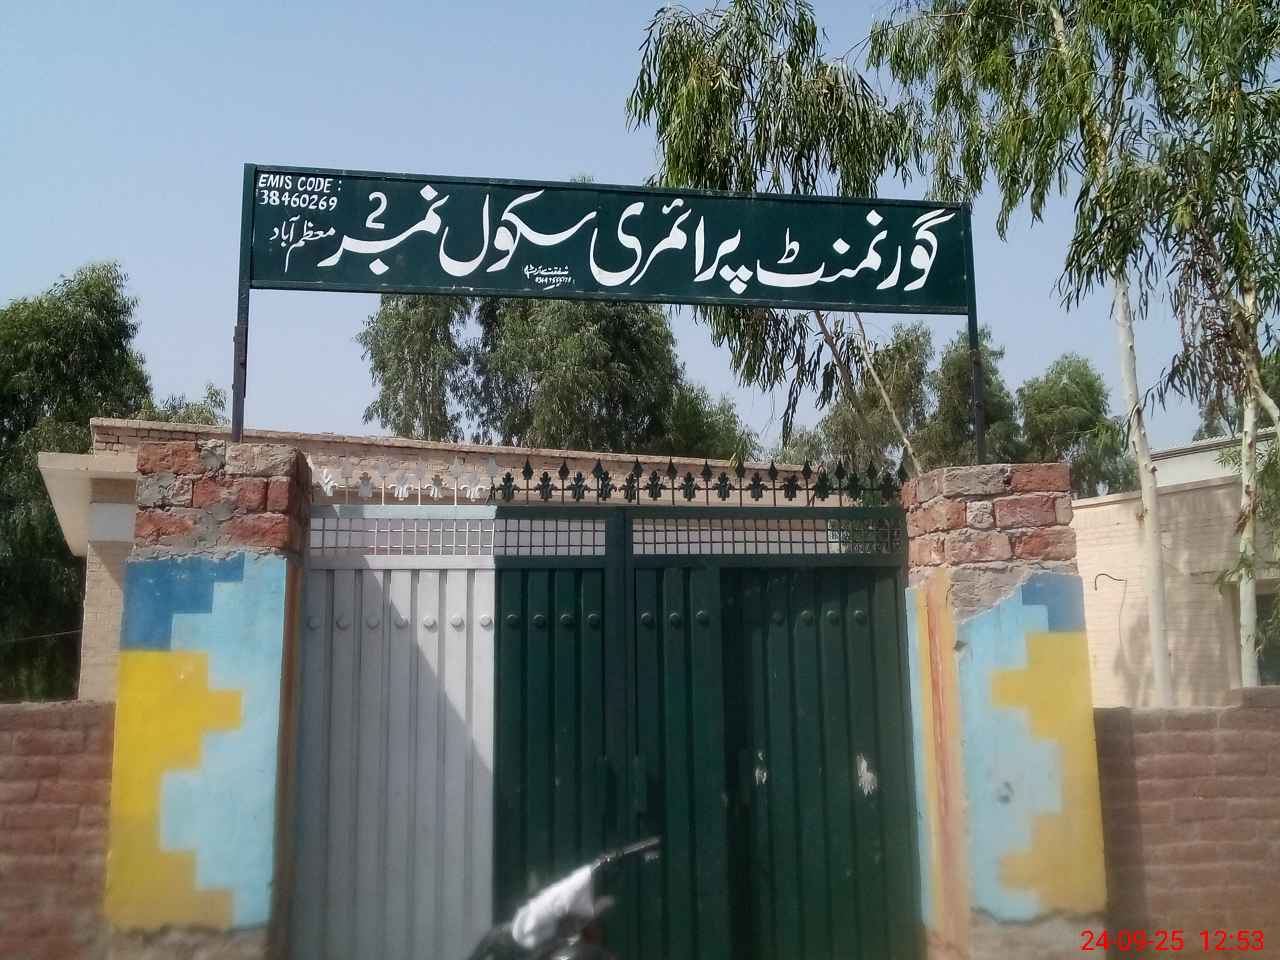 گورنمنٹ پرائمری سکول نمبر 2
معظم آباد
EMIS CODE :
38460269
24-09-25 12:53